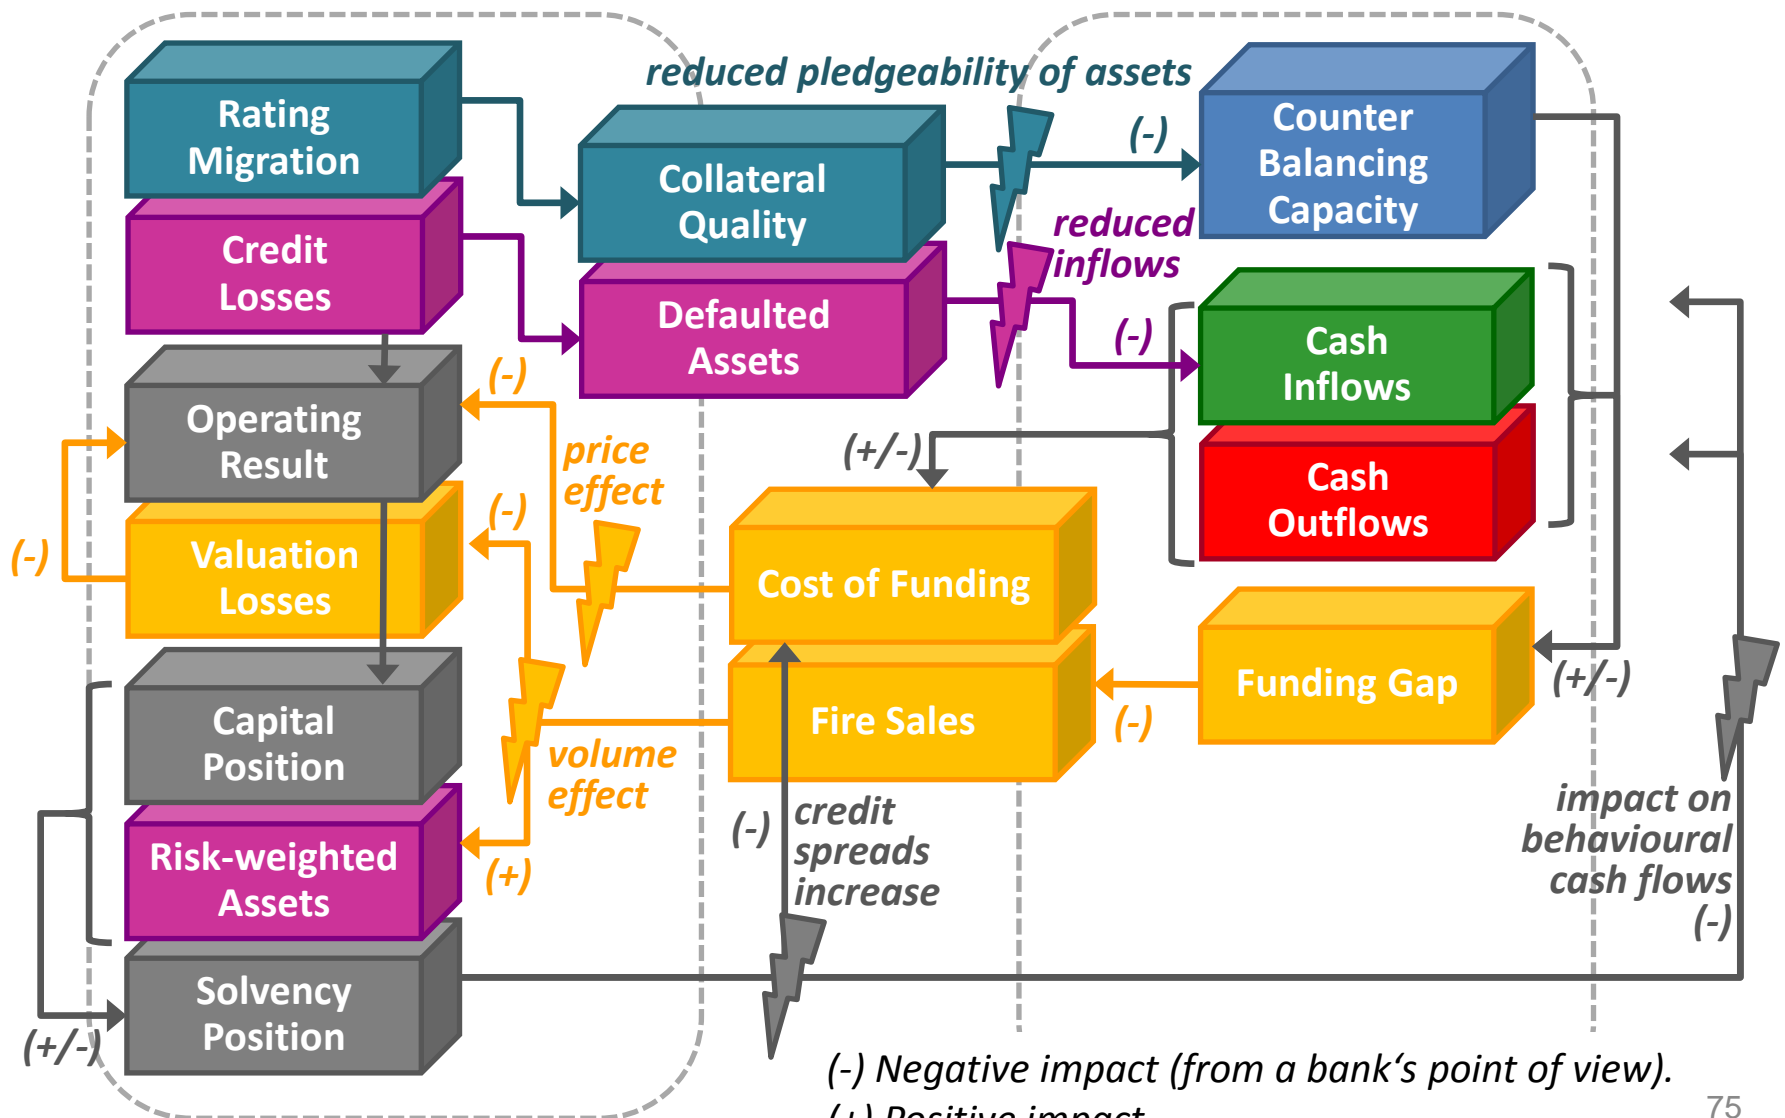 reduced pledgeability of assets
Rating
Migration
Collateral
Quality
(-)
Counter
Balancing
Capacity
Credit
Losses
Defaulted
Assets
reduced
inflows
(-)
Cash
Inflows
Cash
Outflows
Operating
Result
(-)
price
effect
(+/-)
Valuation
Losses
(-)
(-)
Cost of Funding
Funding Gap
(+/-)
Fire Sales
(-)
Capital
Position
volume
effect
Risk-weighted
Assets
(+)
(-)
credit
spreads
increase
impact on
behavioural
cash flows
(-)
Solvency
Position
(+/-)
(-) Negative impact (from a bank‘s point of view).
(+) Positive impact
75